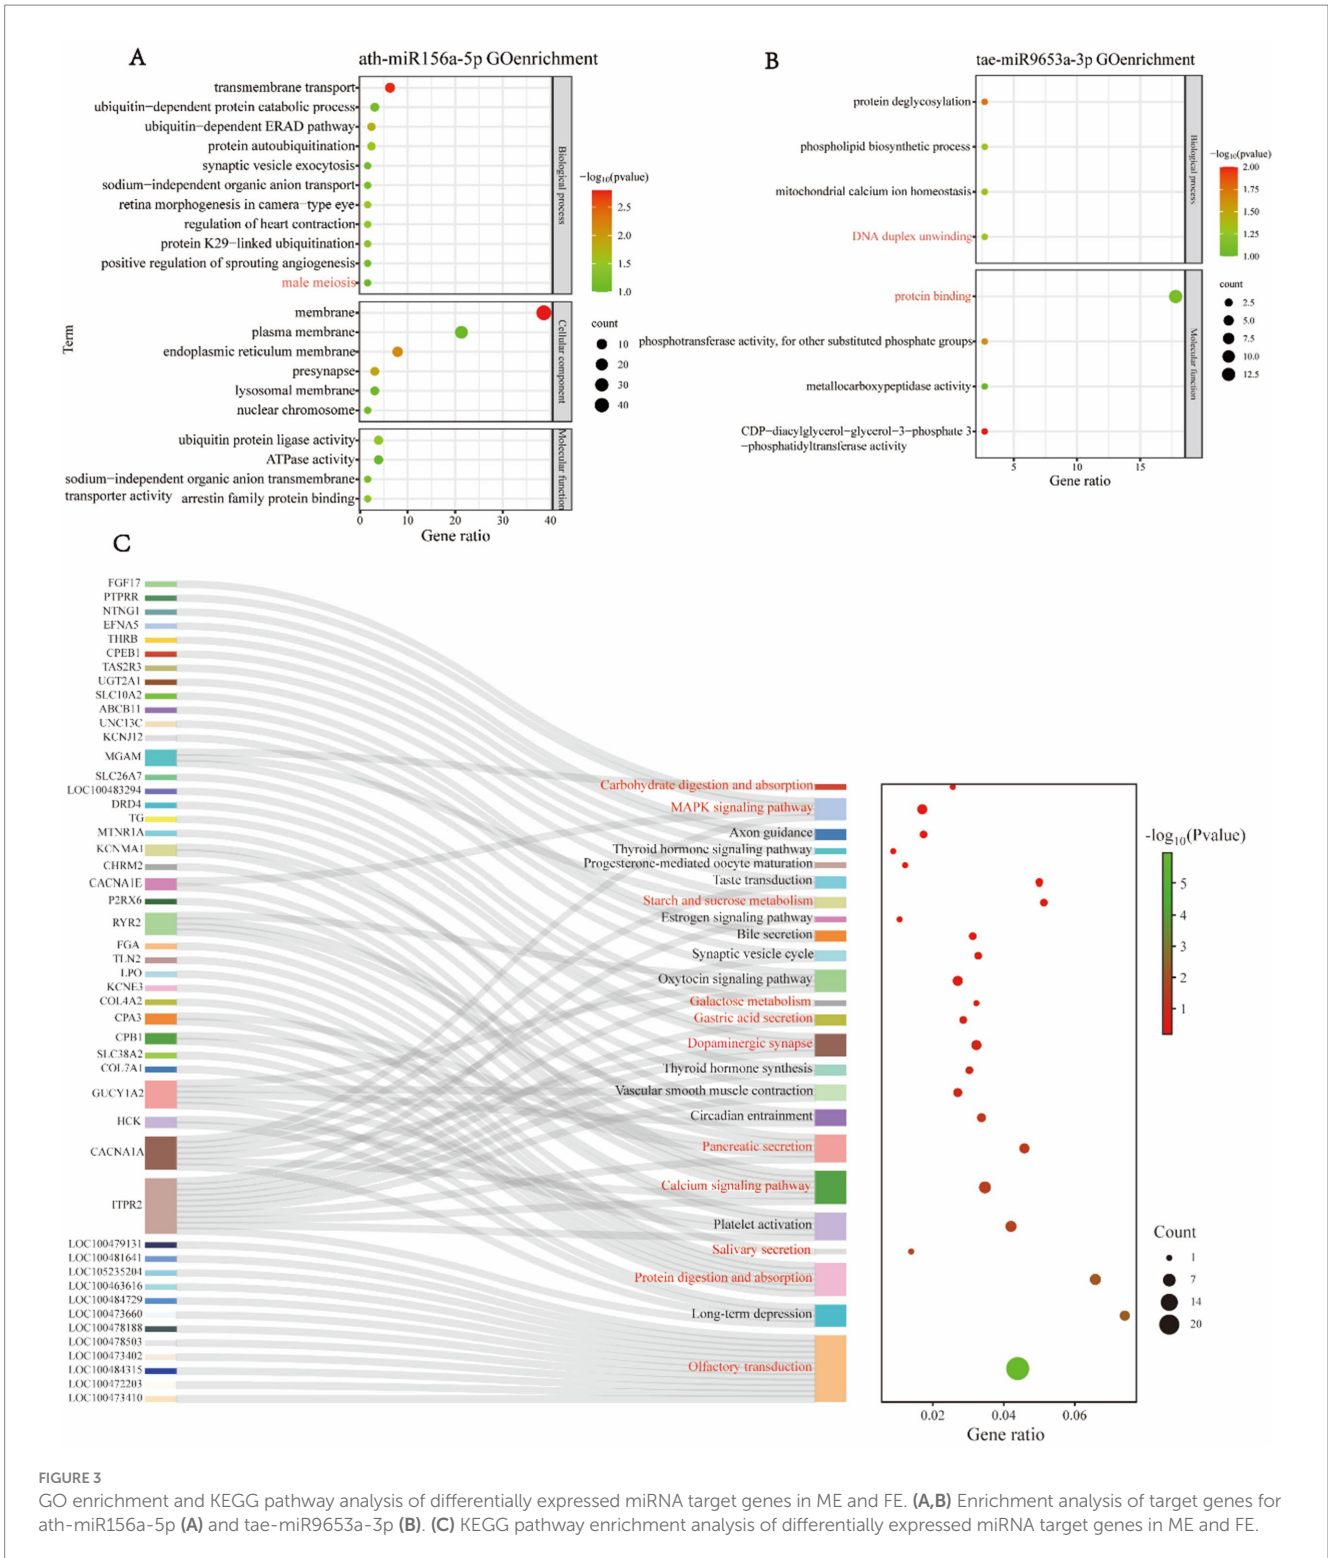 A
ath-miR156a-5p GOenrichment
transmembrane transport
ubiquitin−dependent protein catabolic process
ubiquitin−dependent ERAD pathway
protein autoubiquitination
synaptic vesicle exocytosis
sodium−independent organic anion transport
retina morphogenesis in camera−type eye
regulation of heart contraction
protein K29−linked ubiquitination
positive regulation of sprouting angiogenesis
male meiosis
Biological process
membrane
plasma membrane
endoplasmic reticulum membrane
presynapse
lysosomal membrane
nuclear chromosome
Cellular component
ubiquitin protein ligase activity
ATPase activity
sodium−independent organic anion transmembrane
transporter activity
arrestin family protein binding
Molecular function
Term
0 10 20 30 40
Gene ratio
−log10(pvalue)
2.5
2.0
1.5
1.0
count
10
20
30
40
B
tae-miR9653a-3p GOenrichment
protein deglycosylation
phospholipid biosynthetic process
mitochondrial calcium ion homeostasis
DNA duplex unwinding
Biological process
protein binding
phosphotransferase activity, for other substituted phosphate groups
metallocarboxypeptidase activity
CDP−diacylglycerol−glycerol−3−phosphate 3
−phosphatidyltransferase activity
Molecular function
5 10 15
Gene ratio
−log10(pvalue)
2.00
1.75
1.50
1.25
1.00
count
2.5
5.0
7.5
10.0
12.5
C
FGF17
PTPRR
NTNG1
EFNA5
THRB
CPEB1
TAS2R3
UGT2A1
SLC10A2
ABCB11
UNC13C
KCNJ12
MGAM
SLC26A7
LOC100483294
DRD4
TG
MTNR1A
KCNMA1
CHRM2
CACNA1E
P2RX6
RYR2
FGA
TLN2
LPO
KCNE3
COL4A2
CPA3
CPB1
SLC38A2
COL7A1
GUCY1A2
HCK
CACNA1A
ITPR2
LOC100479131
LOC100481641
LOC105235204
LOC100463616
LOC100484729
LOC100473660
LOC100478188
LOC100478503
LOC100473402
LOC100484315
LOC100472203
LOC100473410
Carbohydrate digestion and absorption
MAPK signaling pathway
Axon guidance
Thyroid hormone signaling pathway
Progesterone-mediated oocyte maturation
Taste transduction
Starch and sucrose metabolism
Estrogen signaling pathway
Bile secretion
Synaptic vesicle cycle
Oxytocin signaling pathway
Galactose metabolism
Gastric acid secretion
Dopaminergic synapse
Thyroid hormone synthesis
Vascular smooth muscle contraction
Circadian entrainment
Pancreatic secretion
Calcium signaling pathway
Platelet activation
Salivary secretion
Protein digestion and absorption
Long-term depression
Olfactory transduction
0.02 0.04 0.06
Gene ratio
-log10(Pvalue)
5
4
3
2
1
Count
1
7
14
20
FIGURE 3
GO enrichment and KEGG pathway analysis of differentially expressed miRNA target genes in ME and FE. (A,B) Enrichment analysis of target genes for
ath-miR156a-5p (A) and tae-miR9653a-3p (B). (C) KEGG pathway enrichment analysis of differentially expressed miRNA target genes in ME and FE.